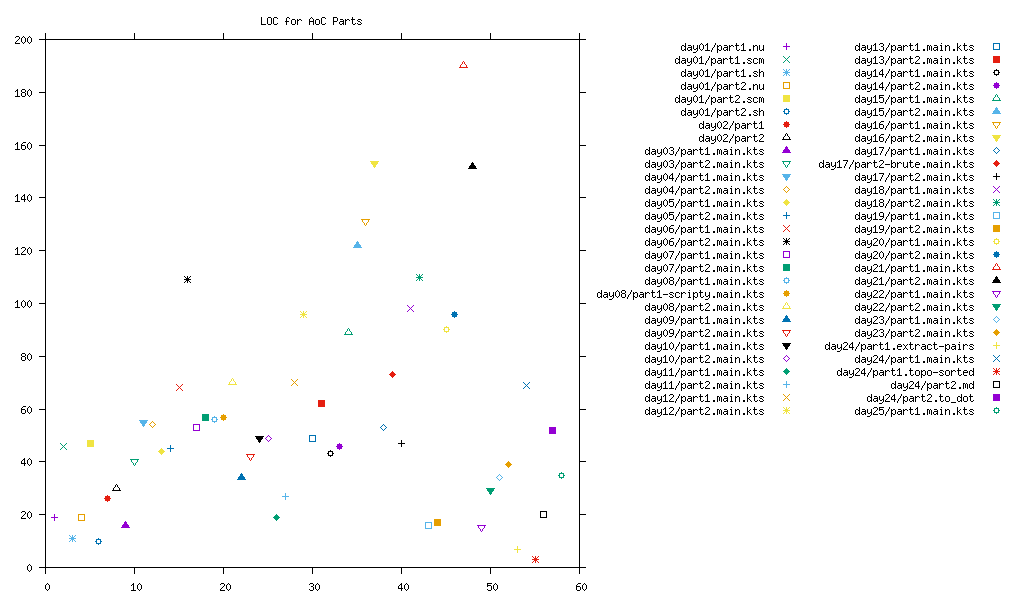 LOC for AoC Parts
200
180
160
140
120
100
80
60
40
20
0
0 10 20 30 40 50 60
day01/part1.nu
day01/part1.scm
day01/part1.sh
day01/part2.nu
day01/part2.scm
day01/part2.sh
day02/part1
day02/part2
day03/part1.main.kts
day03/part2.main.kts
day04/part1.main.kts
day04/part2.main.kts
day05/part1.main.kts
day05/part2.main.kts
day06/part1.main.kts
day06/part2.main.kts
day07/part1.main.kts
day07/part2.main.kts
day08/part1.main.kts
day08/part1-scripty.main.kts
day08/part2.main.kts
day09/part1.main.kts
day09/part2.main.kts
day10/part1.main.kts
day10/part2.main.kts
day11/part1.main.kts
day11/part2.main.kts
day12/part1.main.kts
day12/part2.main.kts
day13/part1.main.kts
day13/part2.main.kts
day14/part1.main.kts
day14/part2.main.kts
day15/part1.main.kts
day15/part2.main.kts
day16/part1.main.kts
day16/part2.main.kts
day17/part1.main.kts
day17/part2-brute.main.kts
day17/part2.main.kts
day18/part1.main.kts
day18/part2.main.kts
day19/part1.main.kts
day19/part2.main.kts
day20/part1.main.kts
day20/part2.main.kts
day21/part1.main.kts
day21/part2.main.kts
day22/part1.main.kts
day22/part2.main.kts
day23/part1.main.kts
day23/part2.main.kts
day24/part1.extract-pairs
day24/part1.main.kts
day24/part1.topo-sorted
day24/part2.md
day24/part2.to_dot
day25/part1.main.kts